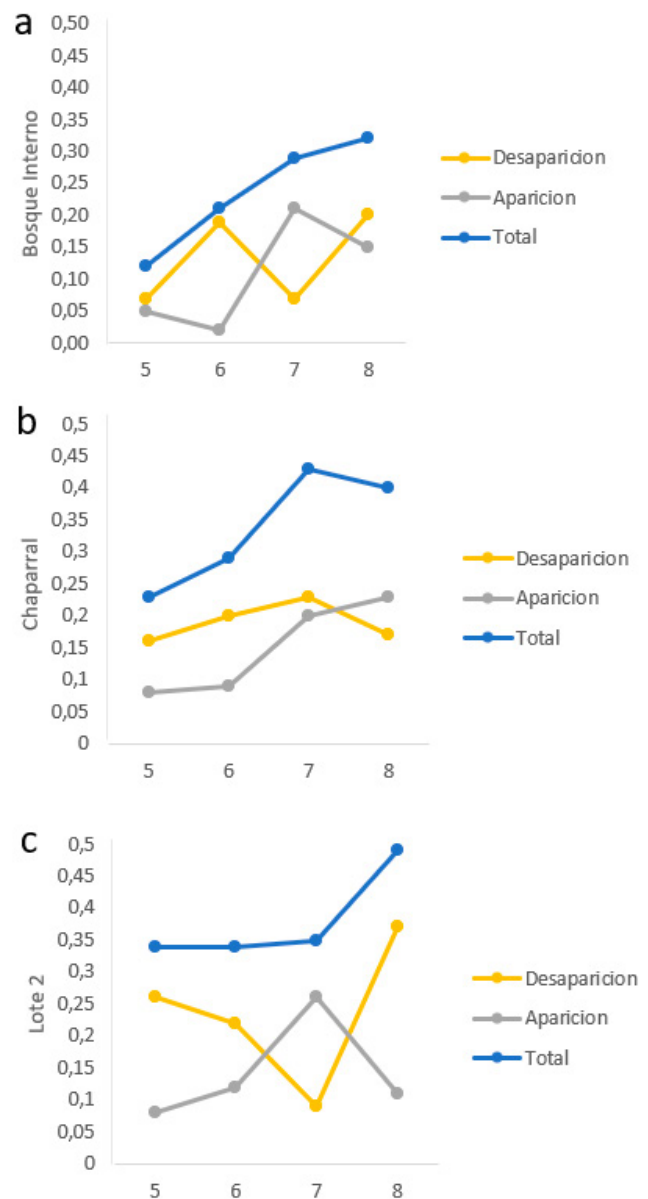 a
0,50
0,45
0,40
0,35
0,30
0,25
0,20
0,15
0,10
0,05
0,00
Bosque Interno
5 6 7 8
Desaparicion
Aparicion
Total
b
0,5
0,45
0,4
0,35
0,3
0,25
0,2
0,15
0,1
0,05
0
Chaparral
5 6 7 8
Desaparicion
Aparicion
Total
c
0,5
0,45
0,4
0,35
0,3
0,25
0,2
0,15
0,1
0,05
0
Lote 2
5 6 7 8
Desaparicion
Aparicion
Total